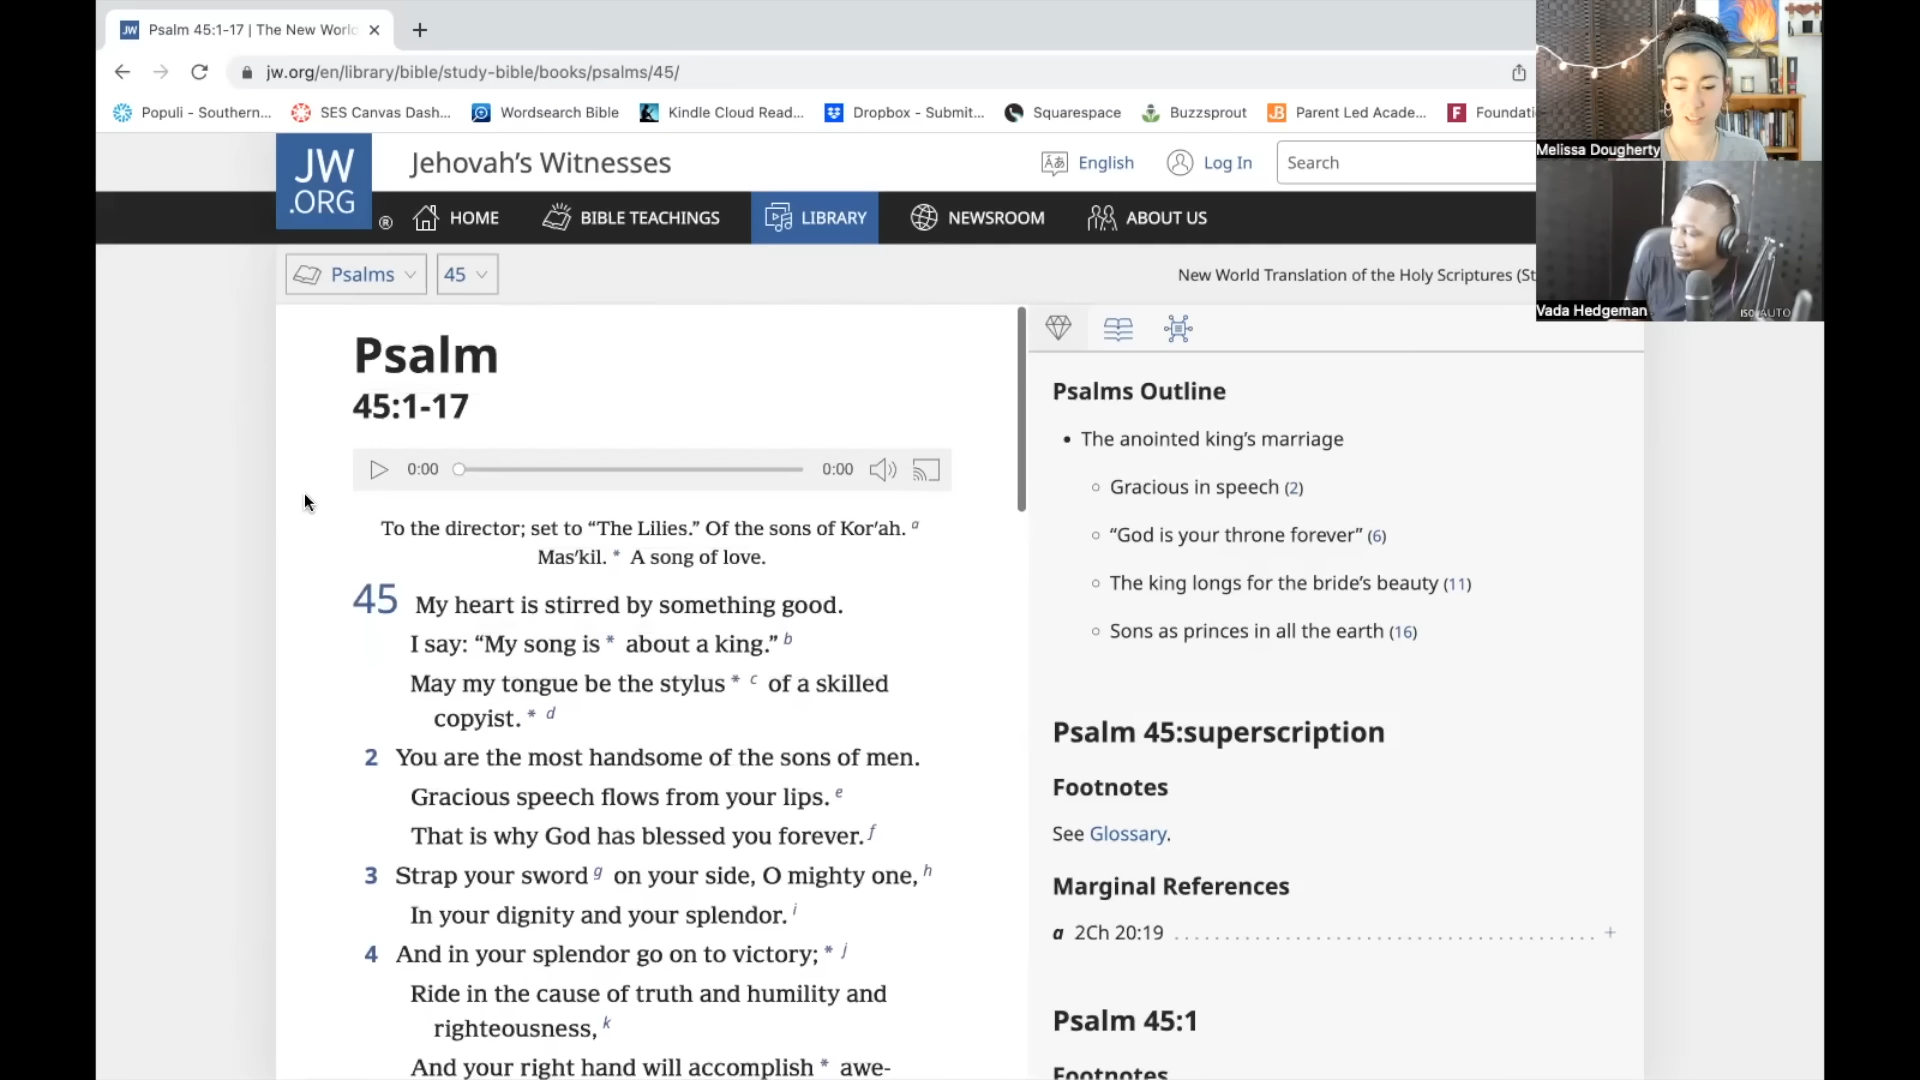 JW Psalm 45:1-17 | The New World
jw.org/en/library/bible/study-bible/books/psalms/45/
Populi - Southern... SES Canvas Dash... Wordsearch Bible Kindle Cloud Read... Dropbox - Submit... Squarespace Buzzsprout Parent Led Acade... Foundati
JW
.ORG
®
Jehovah's Witnesses
English
Log In
Search
HOME BIBLE TEACHINGS LIBRARY NEWSROOM ABOUT US
Psalms 45
New World Translation of the Holy Scriptures (St
Melissa Dougherty
Vada Hedgeman
ISO AUTO
Psalm
45:1-17
0:00 0:00
To the director; set to “The Lilies.” Of the sons of Korʹah. a
Masʹkil. * A song of love.
45 My heart is stirred by something good.
I say: “My song is * about a king.” b
May my tongue be the stylus * c of a skilled
copyist. * d
2 You are the most handsome of the sons of men.
Gracious speech flows from your lips. e
That is why God has blessed you forever. f
3 Strap your sword g on your side, O mighty one, h
In your dignity and your splendor. i
4 And in your splendor go on to victory; * j
Ride in the cause of truth and humility and
righteousness, k
And your right hand will accomplish * awe-
Psalms Outline
• The anointed king's marriage
○ Gracious in speech (2)
○ “God is your throne forever” (6)
○ The king longs for the bride's beauty (11)
○ Sons as princes in all the earth (16)
Psalm 45:superscription
Footnotes
See Glossary.
Marginal References
a 2Ch 20:19 +
Psalm 45:1
Footnotes